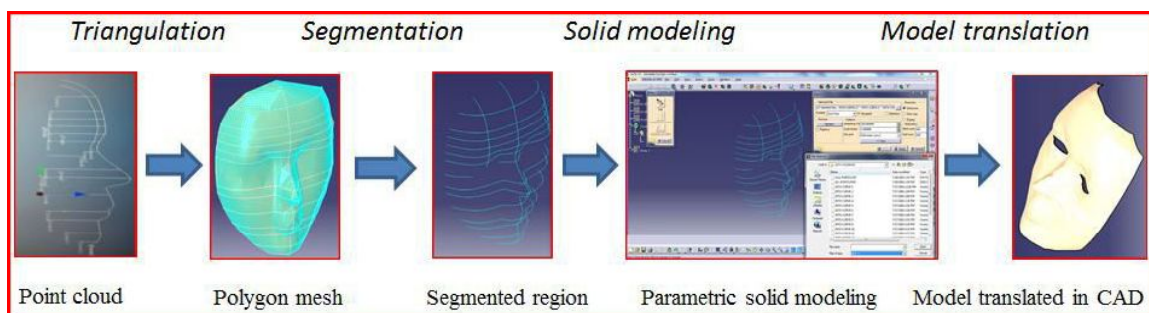 Triangulation Segmentation Solid modeling Model translation
Point cloud Polygon mesh Segmented region Parametric solid modeling Model translated in CAD